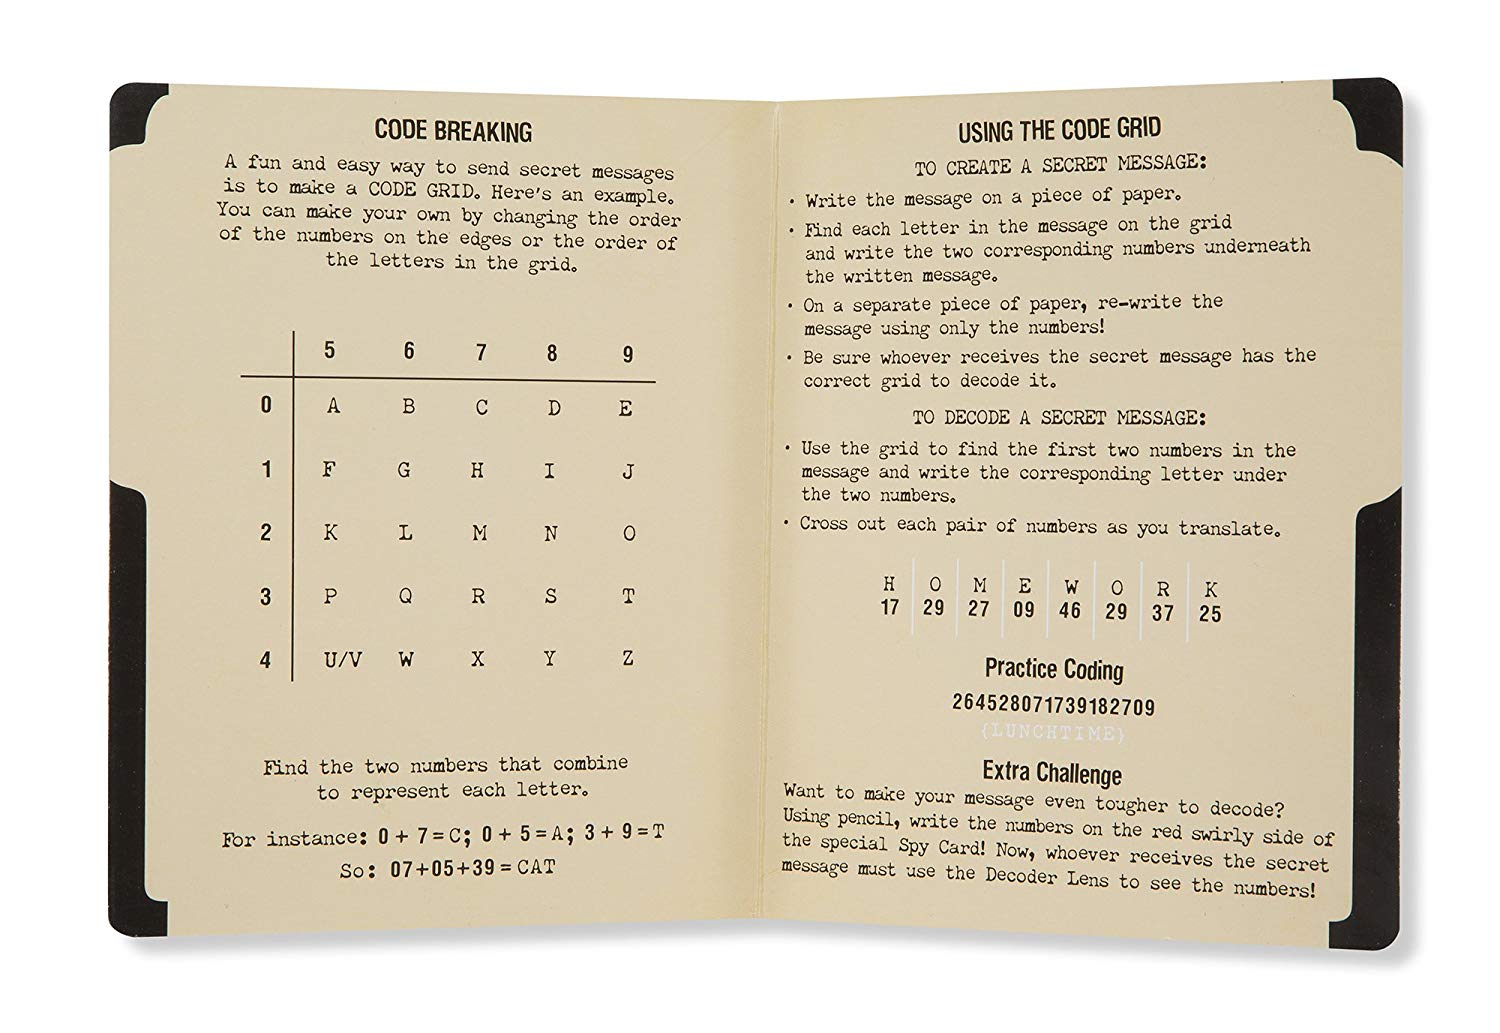 CODE BREAKING
A fun and easy way to send secret messages
is to make a CODE GRID. Here's an example.
You can make your own by changing the order
of the numbers on the edges or the order of
the letters in the grid.
5 6 7 8 9
0 A B C D E
1 F G H I J
2 K L M N O
3 P Q R S T
4 U/V W X Y Z
Find the two numbers that combine
to represent each letter.
For instance: 0 + 7 = C; 0 + 5 = A; 3 + 9 = T
So: 07+05+39 = CAT
USING THE CODE GRID
TO CREATE A SECRET MESSAGE:
• Write the message on a piece of paper.
• Find each letter in the message on the grid
and write the two corresponding numbers underneath
the written message.
• On a separate piece of paper, re-write the
message using only the numbers!
• Be sure whoever receives the secret message has the
correct grid to decode it.
TO DECODE A SECRET MESSAGE:
• Use the grid to find the first two numbers in the
message and write the corresponding letter under
the two numbers.
• Cross out each pair of numbers as you translate.
H O M E W O R K
17 29 27 09 46 29 37 25
Practice Coding
264528071739182709
{LUNCHTIME}
Extra Challenge
Want to make your message even tougher to decode?
Using pencil, write the numbers on the red swirly side of
the special Spy Card! Now, whoever receives the secret
message must use the Decoder Lens to see the numbers!